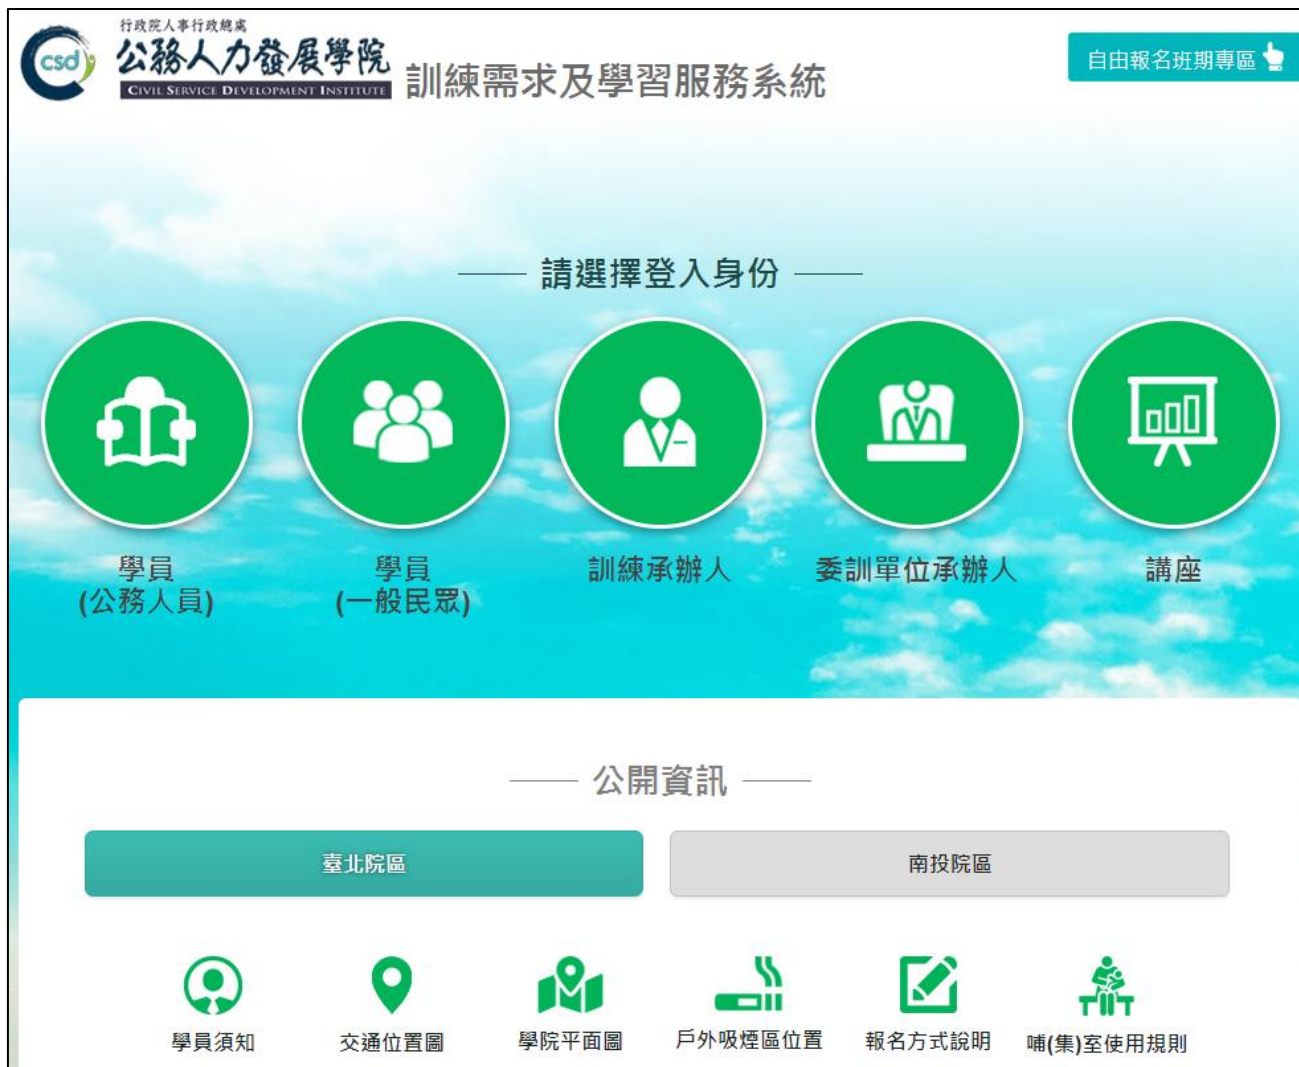 行政院人事行政總處
csd
公務人力發展學院
CIVIL SERVICE DEVELOPMENT INSTITUTE
訓練需求及學習服務系統
自由報名班期專區
請選擇登入身份
學員
(公務人員)
學員
(一般民眾)
訓練承辦人
委訓單位承辦人
講座
公開資訊
臺北院區
南投院區
學員須知
交通位置圖
學院平面圖
戶外吸煙區位置
報名方式說明
哺(集)室使用規則